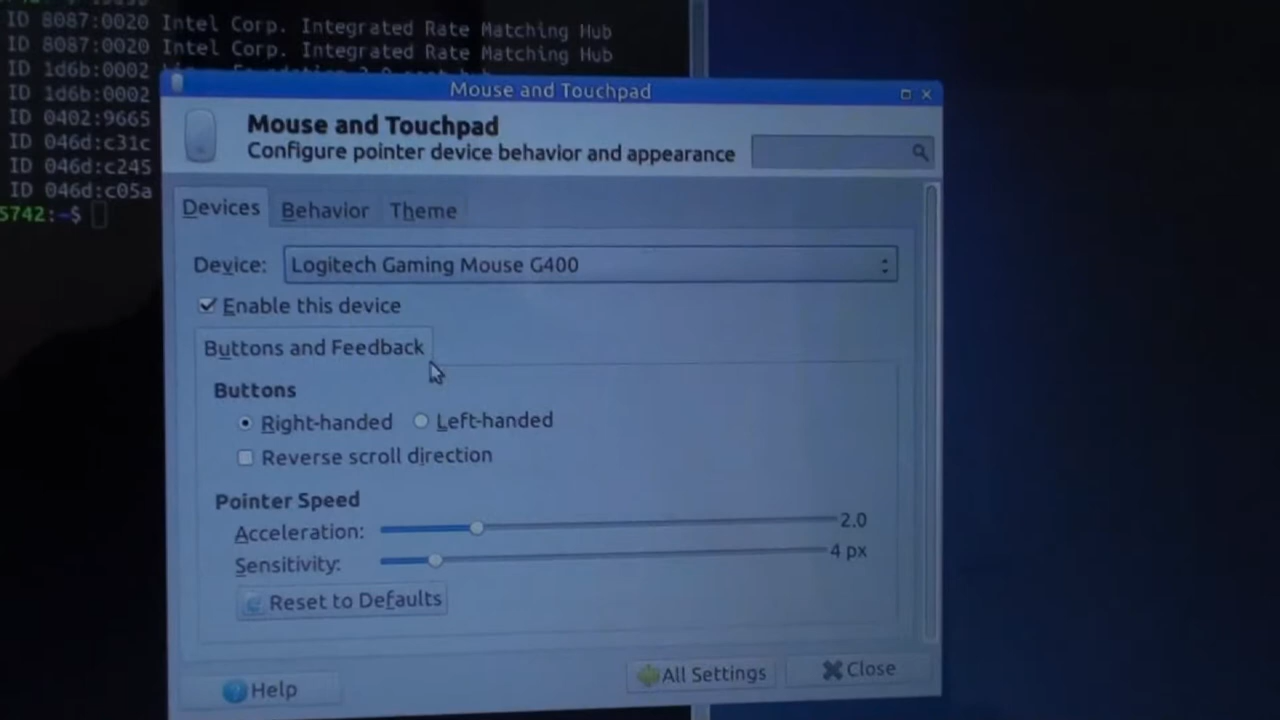 ID 8087:0020 Intel Corp. Integrated Rate Matching Hub
ID 8087:0020 Intel Corp. Integrated Rate Matching Hub
ID 1d6b:0002
ID 1d6b:0002
ID 0402:9665
ID 046d:c31c
ID 046d:c245
ID 046d:c05a
5742:~$
Mouse and Touchpad
Mouse and Touchpad
Configure pointer device behavior and appearance
Devices Behavior Theme
Device: Logitech Gaming Mouse G400
Enable this device
Buttons and Feedback
Buttons
Right-handed Left-handed
Reverse scroll direction
Pointer Speed
Acceleration: 2.0
Sensitivity: 4 px
Reset to Defaults
Help All Settings Close